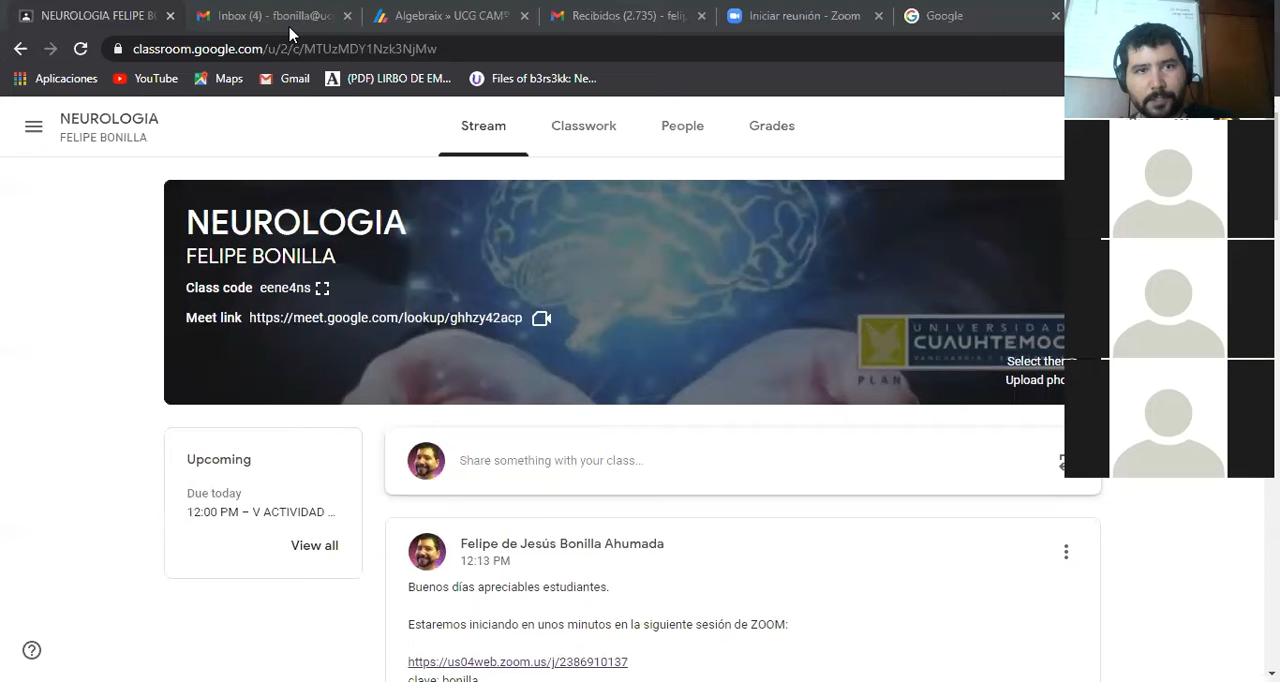 NEUROLOGIA FELIPE B
Inbox (4) - fbonilla@uc
Algebraix » UCG CAM
Recibidos (2.735) - feli
Iniciar reunión - Zoom
Google
classroom.google.com/u/2/c/MTUzMDY1Nzk3NjMw
Aplicaciones
YouTube
Maps
Gmail
(PDF) LIRBO DE EM...
Files of b3rs3kk: Ne...
NEUROLOGIA
FELIPE BONILLA
Stream
Classwork
People
Grades
NEUROLOGIA
FELIPE BONILLA
Class code eene4ns
Meet link https://meet.google.com/lookup/ghhzy42acp
UNIVERSIDAD
CUAUHTEMOC
PLAN
Select the
Upload pho
Upcoming
Due today
12:00 PM – V ACTIVIDAD ...
View all
Share something with your class...
Felipe de Jesús Bonilla Ahumada
12:13 PM
Buenos días apreciables estudiantes.
Estaremos iniciando en unos minutos en la siguiente sesión de ZOOM:
https://us04web.zoom.us/j/2386910137
clave: bonilla